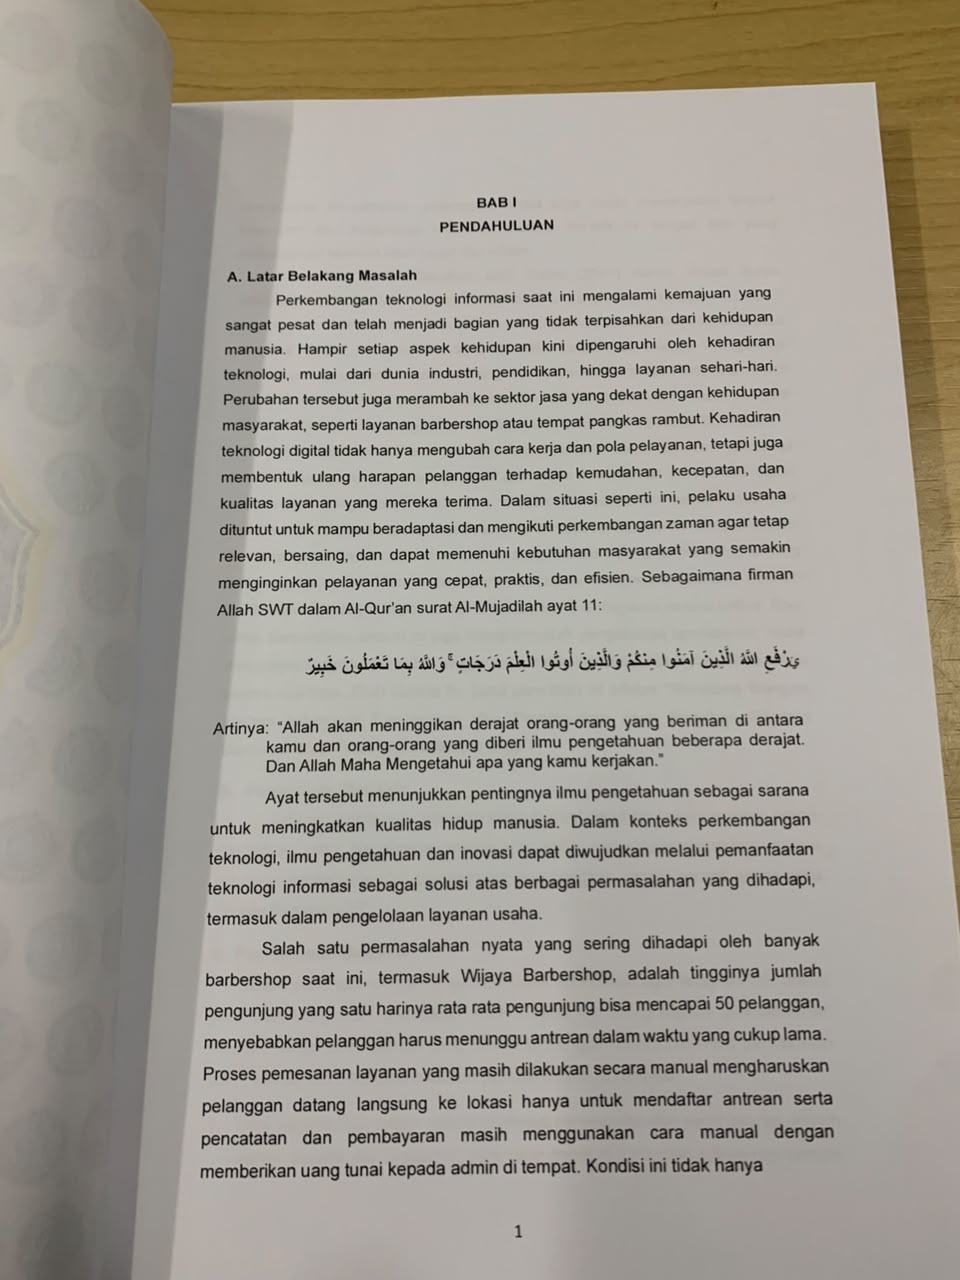 BAB I
PENDAHULUAN
A. Latar Belakang Masalah
Perkembangan teknologi informasi saat ini mengalami kemajuan yang
sangat pesat dan telah menjadi bagian yang tidak terpisahkan dari kehidupan
manusia. Hampir setiap aspek kehidupan kini dipengaruhi oleh kehadiran
teknologi, mulai dari dunia industri, pendidikan, hingga layanan sehari-hari.
Perubahan tersebut juga merambah ke sektor jasa yang dekat dengan kehidupan
masyarakat, seperti layanan barbershop atau tempat pangkas rambut. Kehadiran
teknologi digital tidak hanya mengubah cara kerja dan pola pelayanan, tetapi juga
membentuk ulang harapan pelanggan terhadap kemudahan, kecepatan, dan
kualitas layanan yang mereka terima. Dalam situasi seperti ini, pelaku usaha
dituntut untuk mampu beradaptasi dan mengikuti perkembangan zaman agar tetap
relevan, bersaing, dan dapat memenuhi kebutuhan masyarakat yang semakin
menginginkan pelayanan yang cepat, praktis, dan efisien. Sebagaimana firman
Allah SWT dalam Al-Qur'an surat Al-Mujadilah ayat 11:
يَرْفَعِ اللَّهُ الَّذِينَ آمَنُوا مِنكُمْ وَالَّذِينَ أُوتُوا الْعِلْمَ دَرَجَاتٍ ۚ وَاللَّهُ بِمَا تَعْمَلُونَ خَبِيرٌ
Artinya: “Allah akan meninggikan derajat orang-orang yang beriman di antara
kamu dan orang-orang yang diberi ilmu pengetahuan beberapa derajat.
Dan Allah Maha Mengetahui apa yang kamu kerjakan.”
Ayat tersebut menunjukkan pentingnya ilmu pengetahuan sebagai sarana
untuk meningkatkan kualitas hidup manusia. Dalam konteks perkembangan
teknologi, ilmu pengetahuan dan inovasi dapat diwujudkan melalui pemanfaatan
teknologi informasi sebagai solusi atas berbagai permasalahan yang dihadapi,
termasuk dalam pengelolaan layanan usaha.
Salah satu permasalahan nyata yang sering dihadapi oleh banyak
barbershop saat ini, termasuk Wijaya Barbershop, adalah tingginya jumlah
pengunjung yang satu harinya rata rata pengunjung bisa mencapai 50 pelanggan,
menyebabkan pelanggan harus menunggu antrean dalam waktu yang cukup lama.
Proses pemesanan layanan yang masih dilakukan secara manual mengharuskan
pelanggan datang langsung ke lokasi hanya untuk mendaftar antrean serta
pencatatan dan pembayaran masih menggunakan cara manual dengan
memberikan uang tunai kepada admin di tempat. Kondisi ini tidak hanya
1